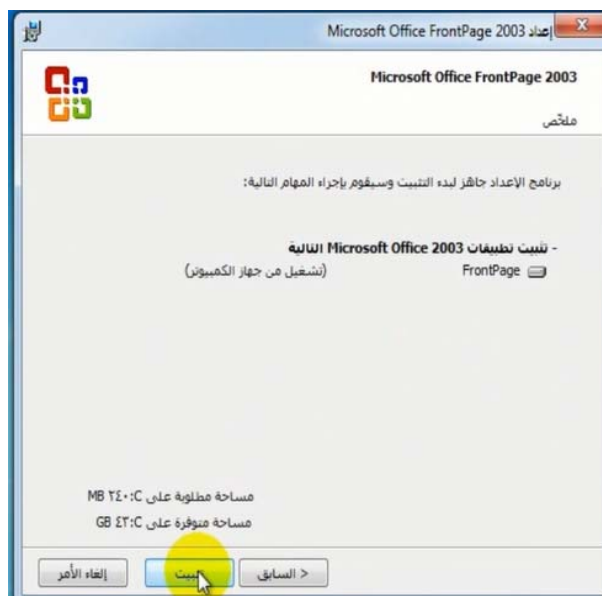 إعداد Microsoft Office FrontPage 2003
Microsoft Office FrontPage 2003
ملخّص
برنامج الإعداد جاهز لبدء التثبيت وسيقوم بإجراء المهام التالية:
- تثبيت تطبيقات Microsoft Office 2003 التالية
FrontPage (تشغيل من جهاز الكمبيوتر)
مساحة مطلوبة على C:‏ ٢٤٠ MB
مساحة متوفرة على C:‏ ٤٣ GB
< السابق
تثبيت
إلغاء الأمر